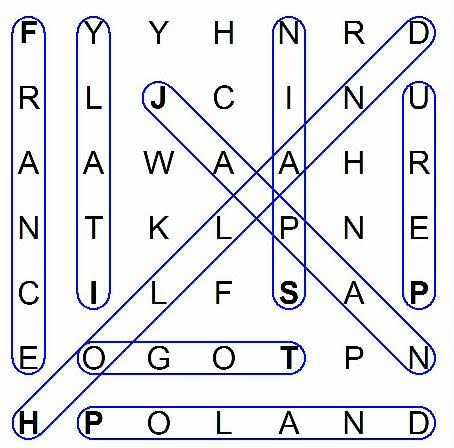 F Y Y H N R D
R L J C I N U
A A W A A H R
N T K L P N E
C I L F S A P
E O G O T P N
H P O L A N D